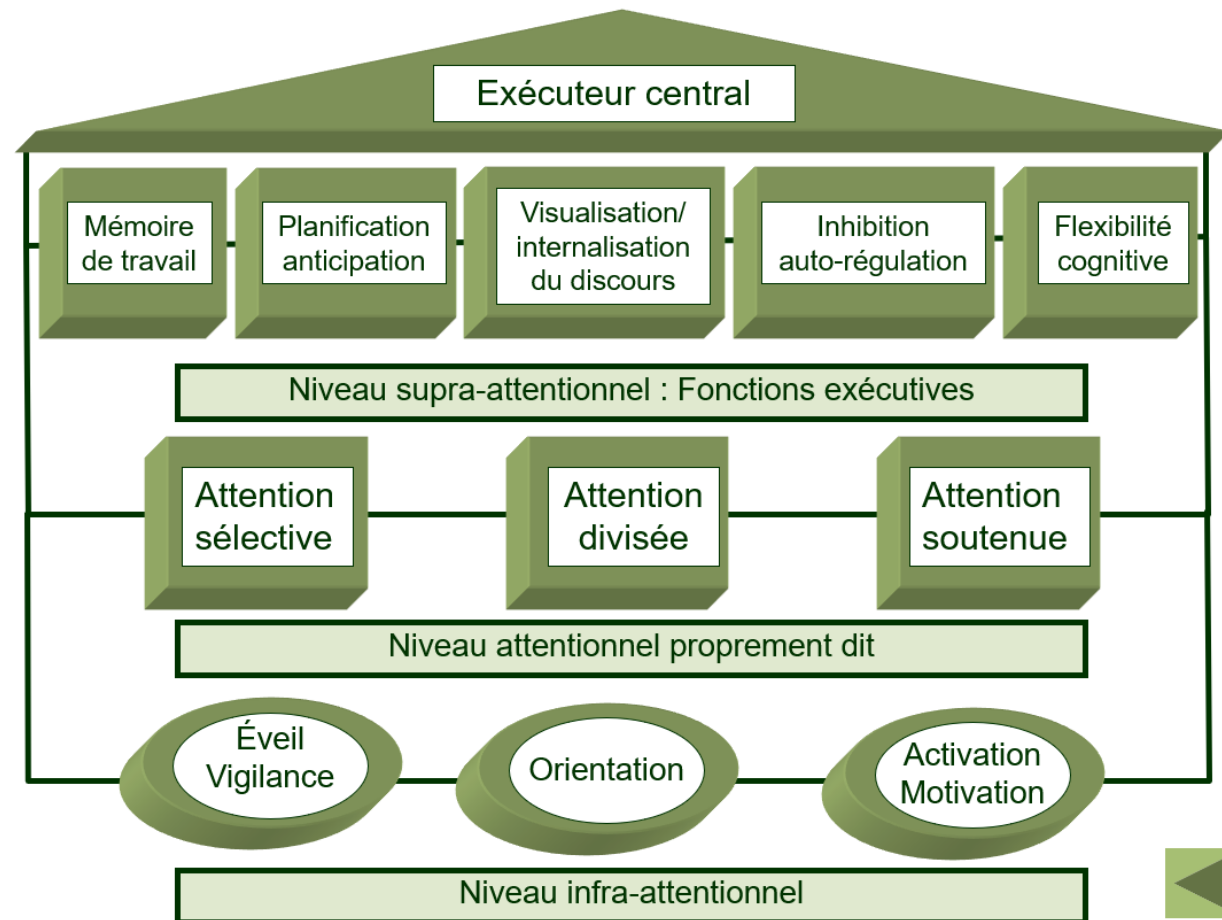 Exécuteur central
Mémoire
de travail
Planification
anticipation
Visualisation/
internalisation
du discours
Inhibition
auto-régulation
Flexibilité
cognitive
Niveau supra-attentionnel : Fonctions exécutives
Attention
sélective
Attention
divisée
Attention
soutenue
Niveau attentionnel proprement dit
Éveil
Vigilance
Orientation
Activation
Motivation
Niveau infra-attentionnel